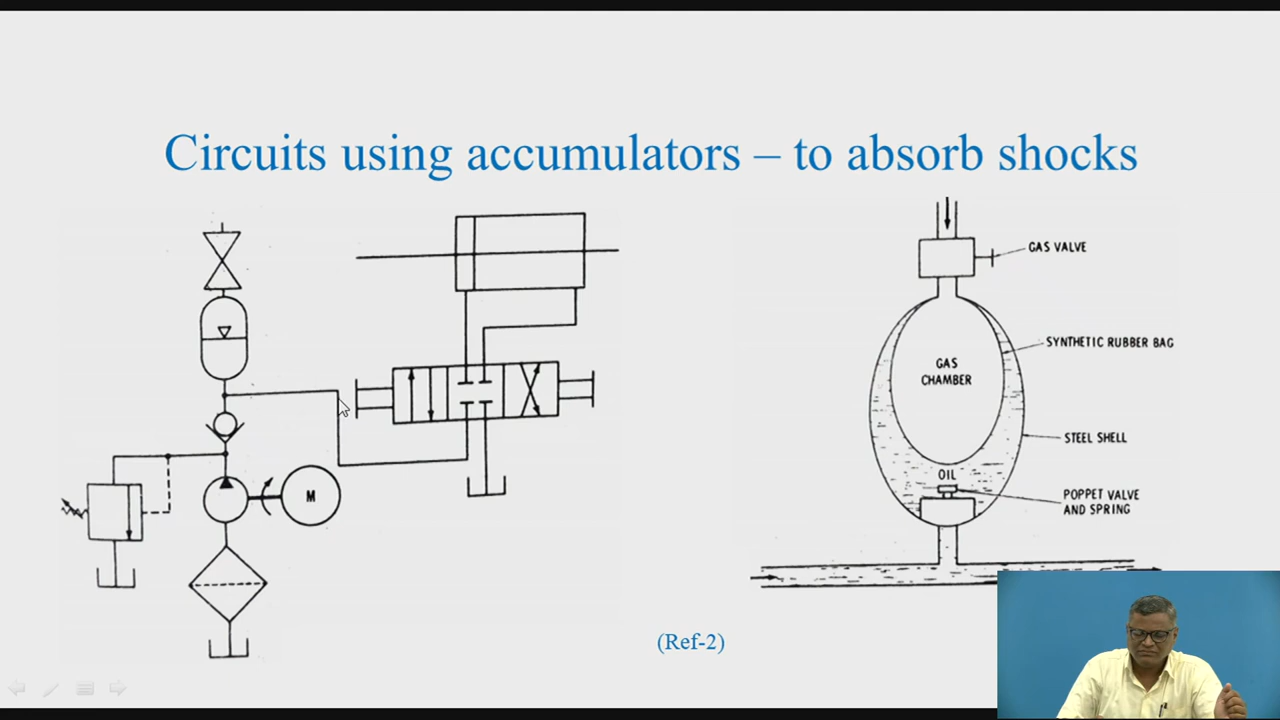 Circuits using accumulators – to absorb shocks
M
GAS VALVE
SYNTHETIC RUBBER BAG
GAS
CHAMBER
STEEL SHELL
OIL
POPPET VALVE
AND SPRING
(Ref-2)